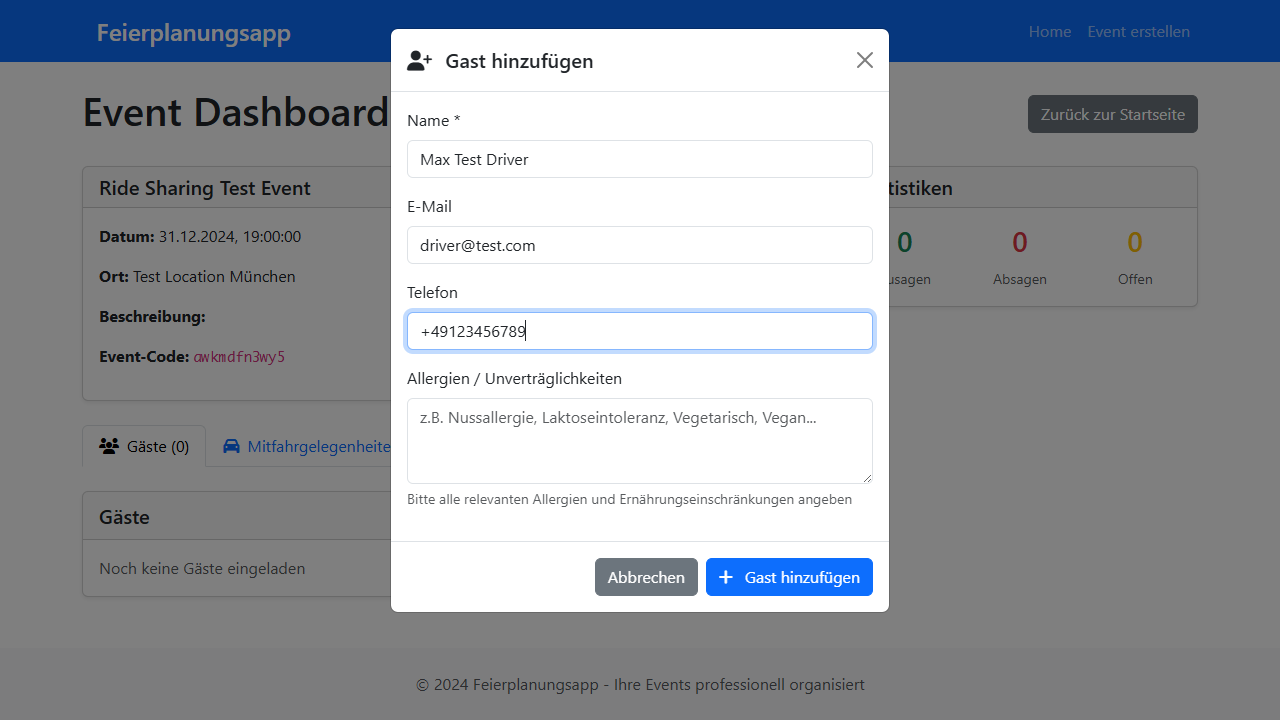 Feierplanungsapp
Home
Event erstellen
Event Dashboard
Zurück zur Startseite
Ride Sharing Test Event
Datum: 31.12.2024, 19:00:00
Ort: Test Location München
Beschreibung:
Event-Code: awkmdfn3wy5
Gäste (0)
Mitfahrgelegenheite
Gäste
Noch keine Gäste eingeladen
tistiken
0
usagen
0
Absagen
0
Offen
Gast hinzufügen
Name *
Max Test Driver
E-Mail
driver@test.com
Telefon
+49123456789
Allergien / Unverträglichkeiten
z.B. Nussallergie, Laktoseintoleranz, Vegetarisch, Vegan...
Bitte alle relevanten Allergien und Ernährungseinschränkungen angeben
Abbrechen
Gast hinzufügen
© 2024 Feierplanungsapp - Ihre Events professionell organisiert